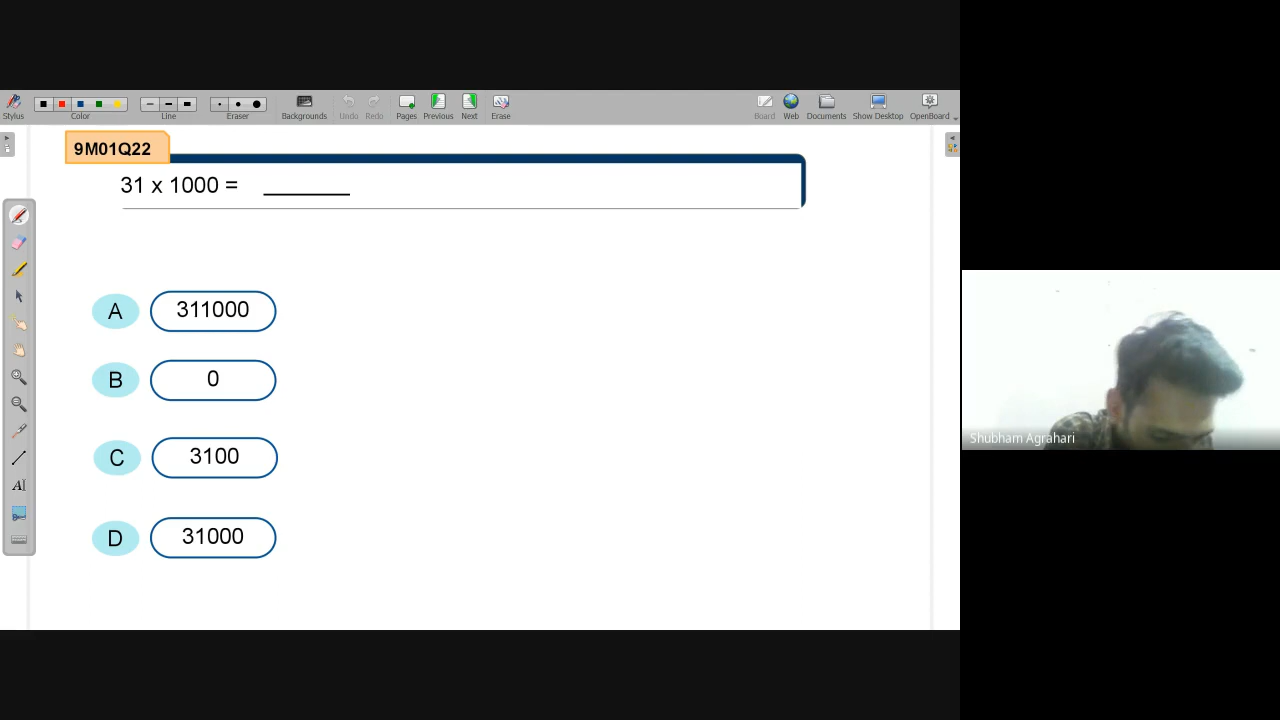 Stylus
Color
Line
Eraser
Backgrounds
Undo
Redo
Pages
Previous
Next
Erase
Board
Web
Documents
Show Desktop
OpenBoard
9M01Q22
31 x 1000 = _______
A 311000
B 0
C 3100
D 31000
Shubham Agrahari